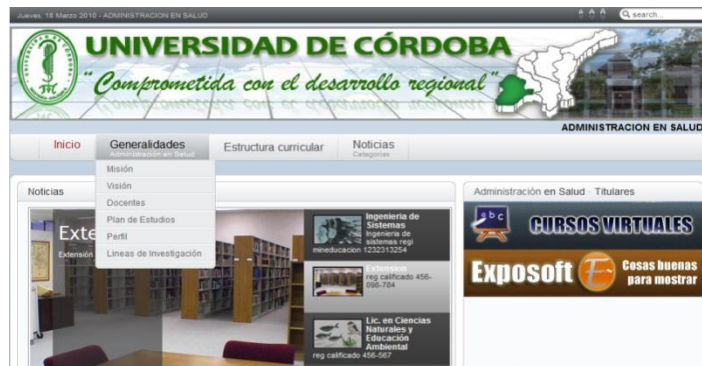 Jueves, 18 Marzo 2010 - ADMINISTRACION EN SALUD
A A A
search...
UNIVERSIDAD DE CÓRDOBA
"Comprometida con el desarrollo regional"
ADMINISTRACION EN SALUD
Inicio
Generalidades
Administración en Salud
Estructura curricular
Noticias
Categorias
Misión
Visión
Docentes
Plan de Estudios
Perfil
Lineas de Investigación
Noticias
Exte
Extensión
Ingenieria de
Sistemas
Ingenieria de
sistemas regi
mineducacion 1232313254
Extension
reg calificado 456-
098-784
Lic. en Ciencias
Naturales y
Educación
Ambiental
reg calificado 456-567
Administración en Salud - Titulares
a b c
CURSOS VIRTUALES
Exposoft
E
Cosas buenas
para mostrar